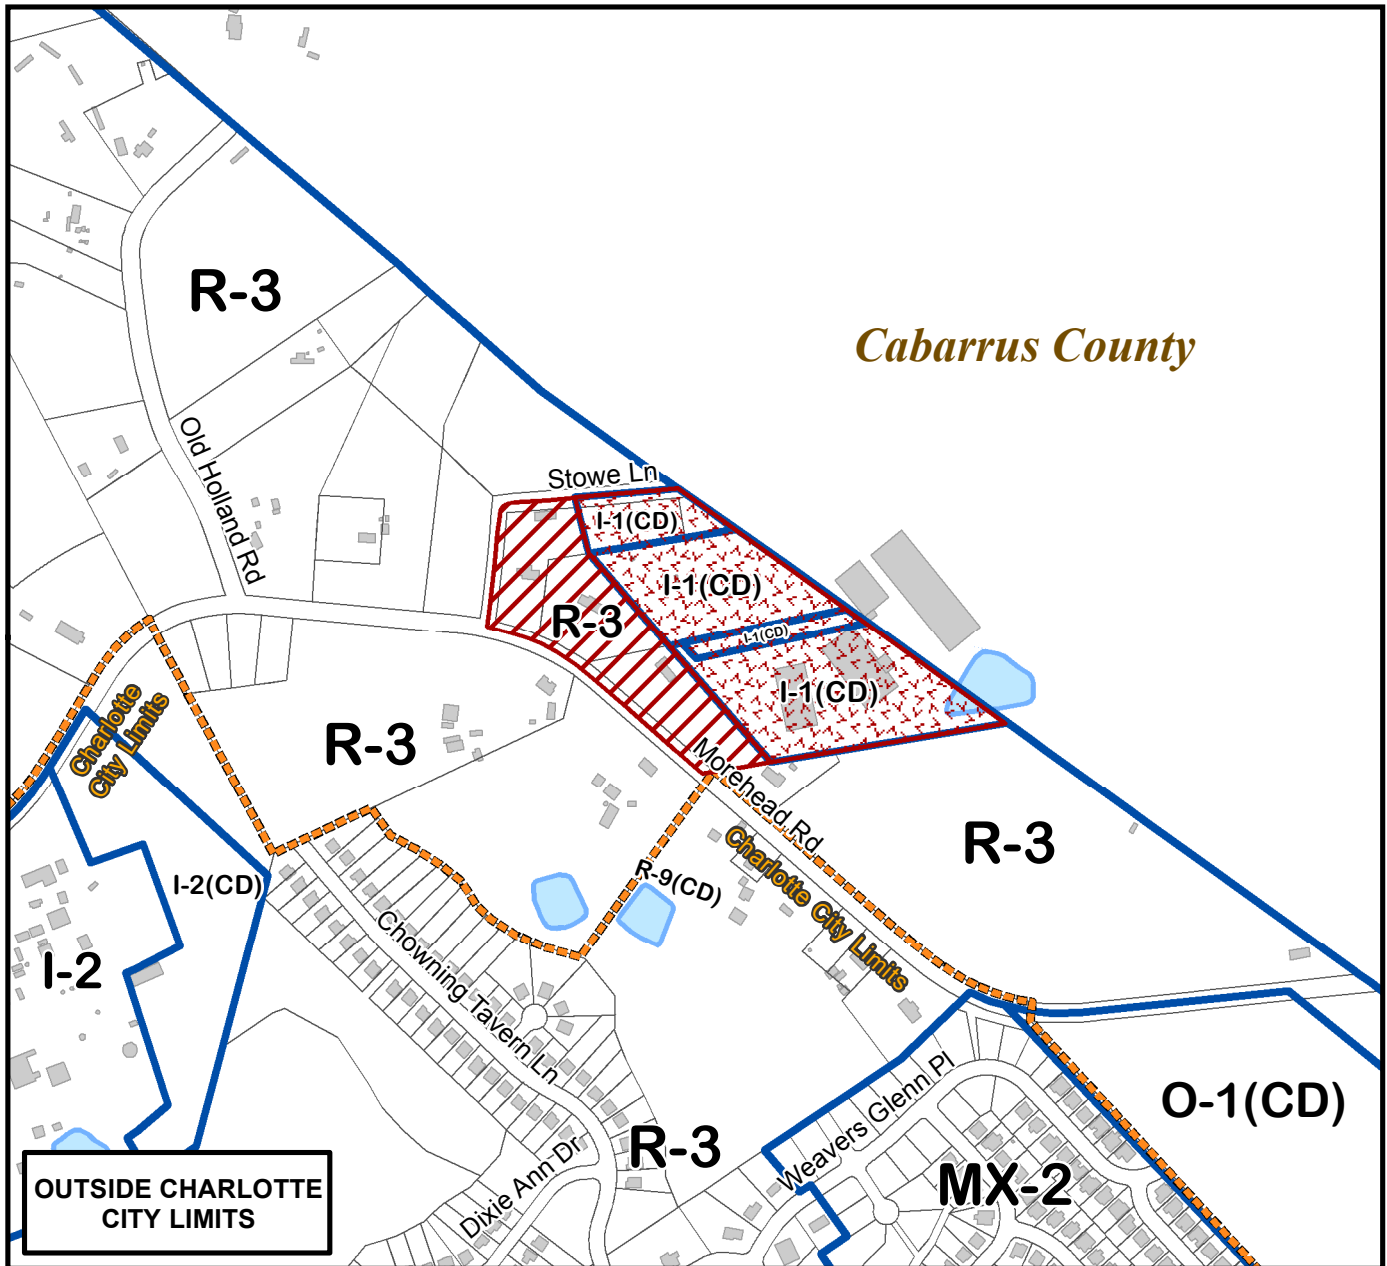 R-3
Cabarrus County
Old Holland Rd
Stowe Ln
I-1(CD)
I-1(CD)
R-3
I-1(CD)
I-1(CD)
Charlotte
City Limits
R-3
Morehead Rd
R-3
Charlotte City Limits
R-9(CD)
I-2(CD)
I-2
Chowning Tavern Ln
Weavers Glenn Pl
O-1(CD)
R-3
Dixie Ann Dr
MX-2
OUTSIDE CHARLOTTE
CITY LIMITS